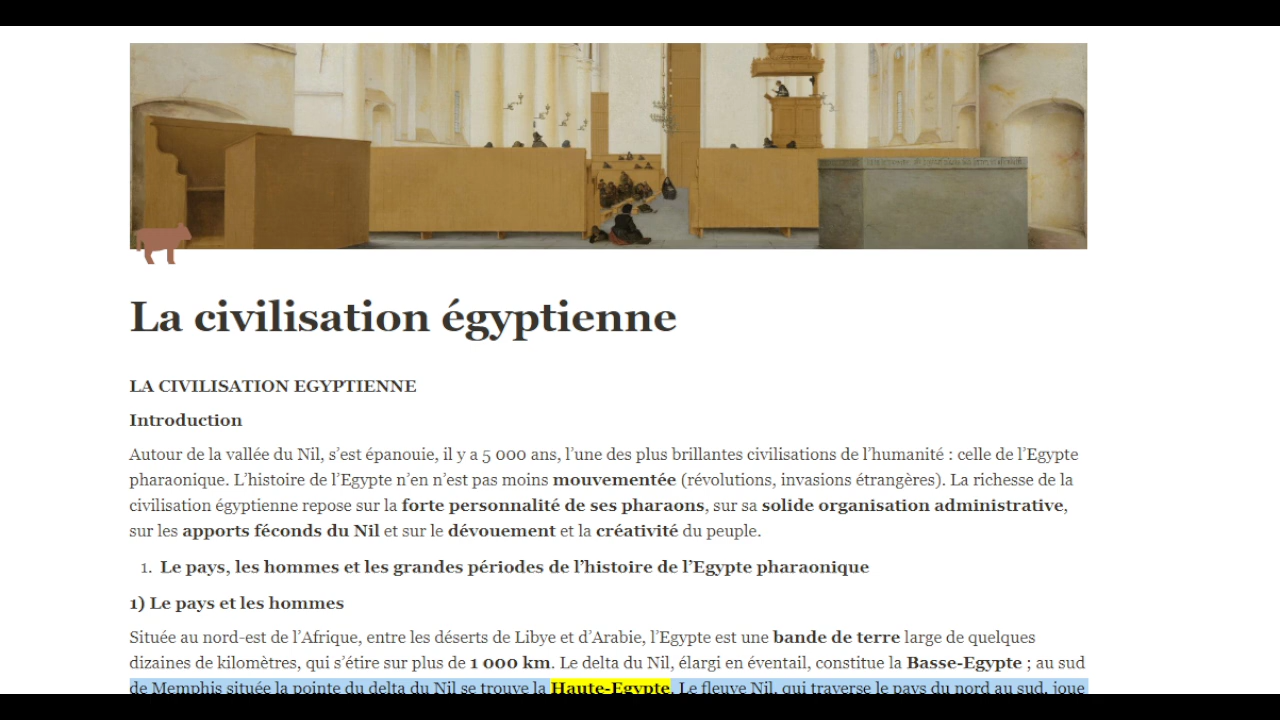 La civilisation égyptienne
LA CIVILISATION EGYPTIENNE
Introduction
Autour de la vallée du Nil, s’est épanouie, il y a 5 000 ans, l’une des plus brillantes civilisations de l’humanité : celle de l’Egypte
pharaonique. L’histoire de l’Egypte n’en n’est pas moins mouvementée (révolutions, invasions étrangères). La richesse de la
civilisation égyptienne repose sur la forte personnalité de ses pharaons, sur sa solide organisation administrative,
sur les apports féconds du Nil et sur le dévouement et la créativité du peuple.
1. Le pays, les hommes et les grandes périodes de l’histoire de l’Egypte pharaonique
1) Le pays et les hommes
Située au nord-est de l’Afrique, entre les déserts de Libye et d’Arabie, l’Egypte est une bande de terre large de quelques
dizaines de kilomètres, qui s’étire sur plus de 1 000 km. Le delta du Nil, élargi en éventail, constitue la Basse-Egypte ; au sud
de Memphis située la pointe du delta du Nil se trouve la Haute-Egypte. Le fleuve Nil, qui traverse le pays du nord au sud, joue